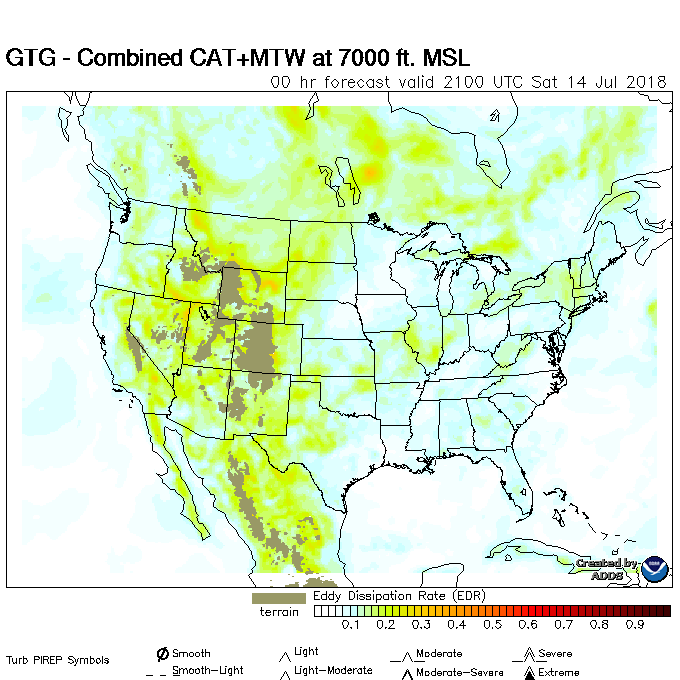 GTG - Combined CAT+MTW at 7000 ft. MSL
00 hr forecast valid 2100 UTC Sat 14 Jul 2018
Created by
ADDS
NOAA
Eddy Dissipation Rate (EDR)
terrain
0.1 0.2 0.3 0.4 0.5 0.6 0.7 0.8 0.9
Turb PIREP Symbols
Smooth Light Moderate Severe
Smooth-Light Light-Moderate Moderate-Severe Extreme